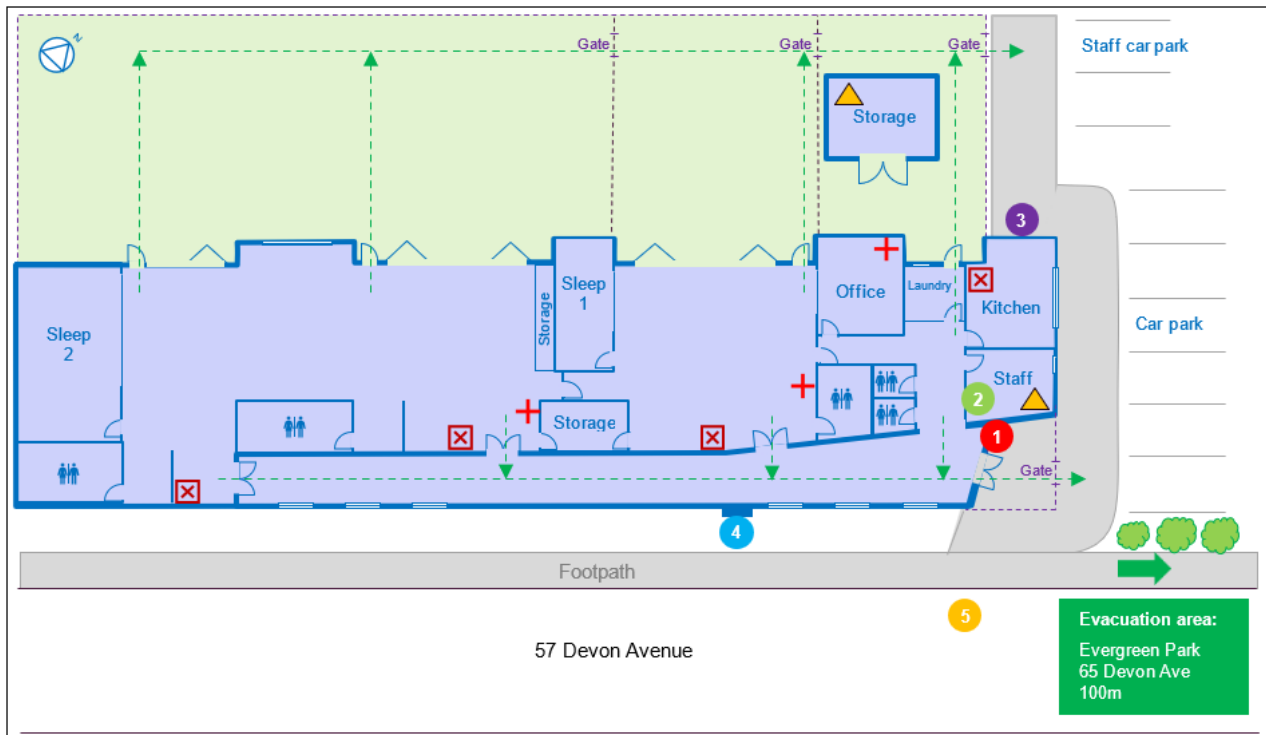 N
Gate
Gate
Gate
Staff car park
Storage
3
Sleep
2
Storage
Sleep
1
Office
Laundry
Kitchen
Car park
Staff
2
Storage
1
Gate
4
Footpath
5
57 Devon Avenue
Evacuation area:
Evergreen Park
65 Devon Ave
100m